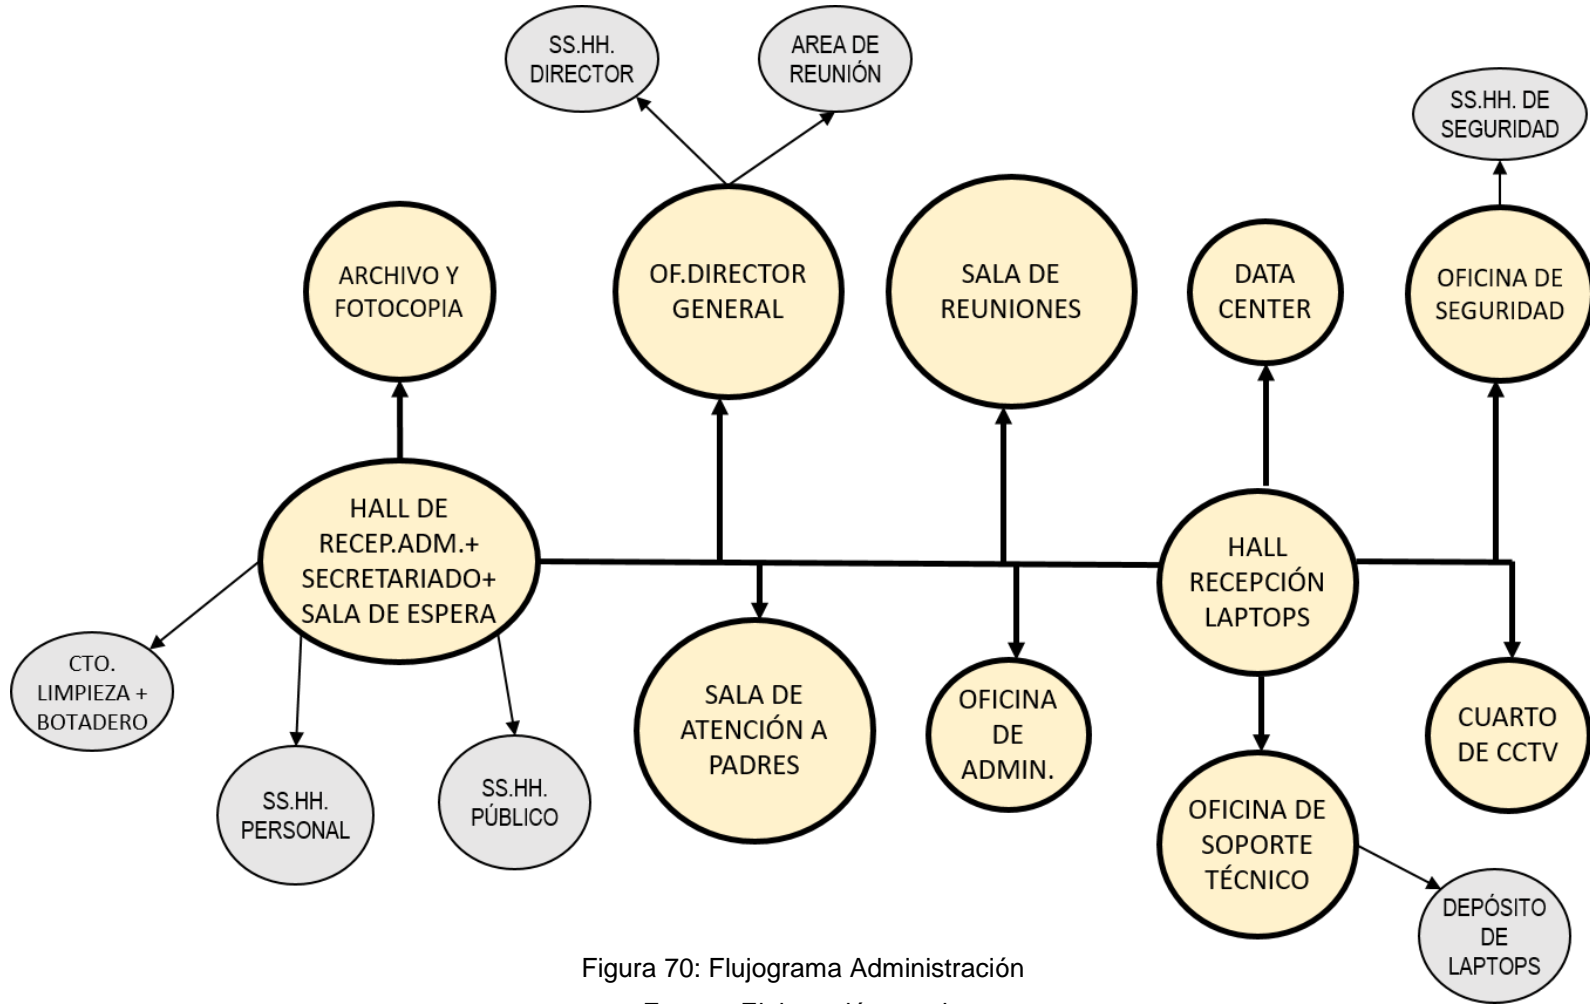 SS.HH.
DIRECTOR
AREA DE
REUNIÓN
SS.HH. DE
SEGURIDAD
ARCHIVO Y
FOTOCOPIA
OF.DIRECTOR
GENERAL
SALA DE
REUNIONES
DATA
CENTER
OFICINA DE
SEGURIDAD
HALL DE
RECEP.ADM.+
SECRETARIADO+
SALA DE ESPERA
HALL
RECEPCIÓN
LAPTOPS
CTO.
LIMPIEZA +
BOTADERO
SS.HH.
PERSONAL
SS.HH.
PÚBLICO
SALA DE
ATENCIÓN A
PADRES
OFICINA
DE
ADMIN.
CUARTO
DE CCTV
OFICINA DE
SOPORTE
TÉCNICO
DEPÓSITO
DE
LAPTOPS
Figura 70: Flujograma Administración